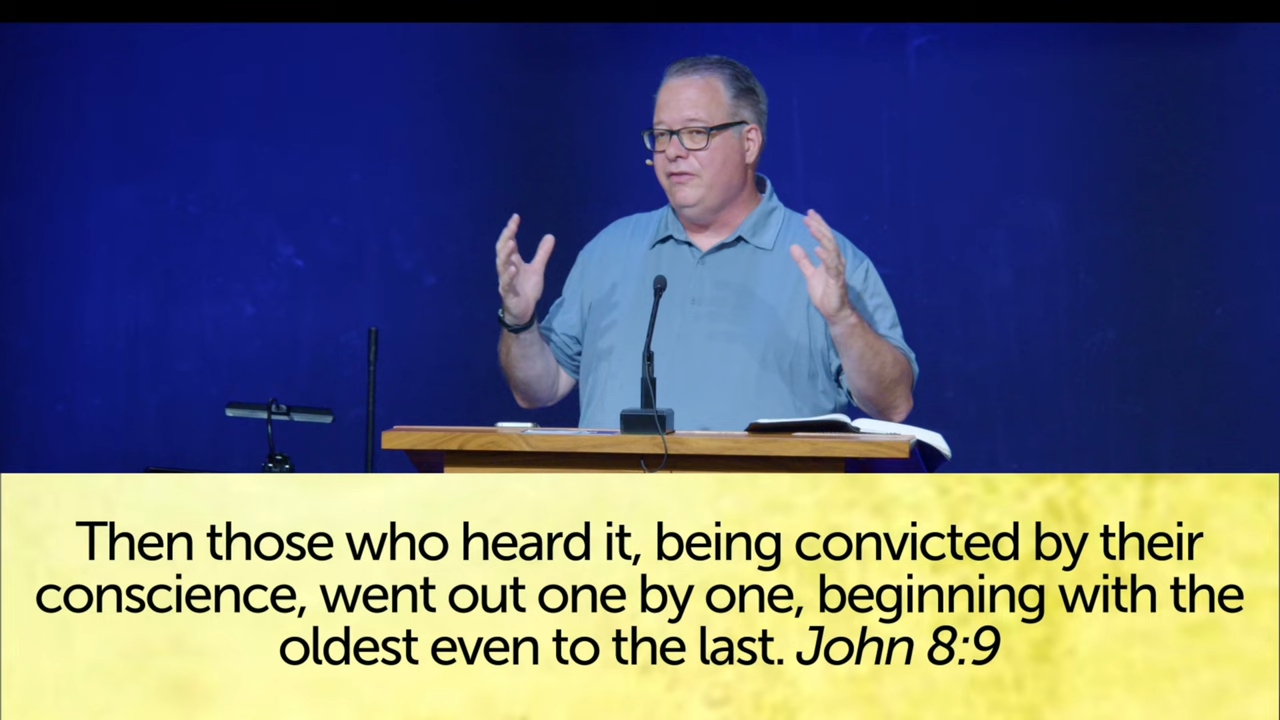 Then those who heard it, being convicted by their
conscience, went out one by one, beginning with the
oldest even to the last. John 8:9